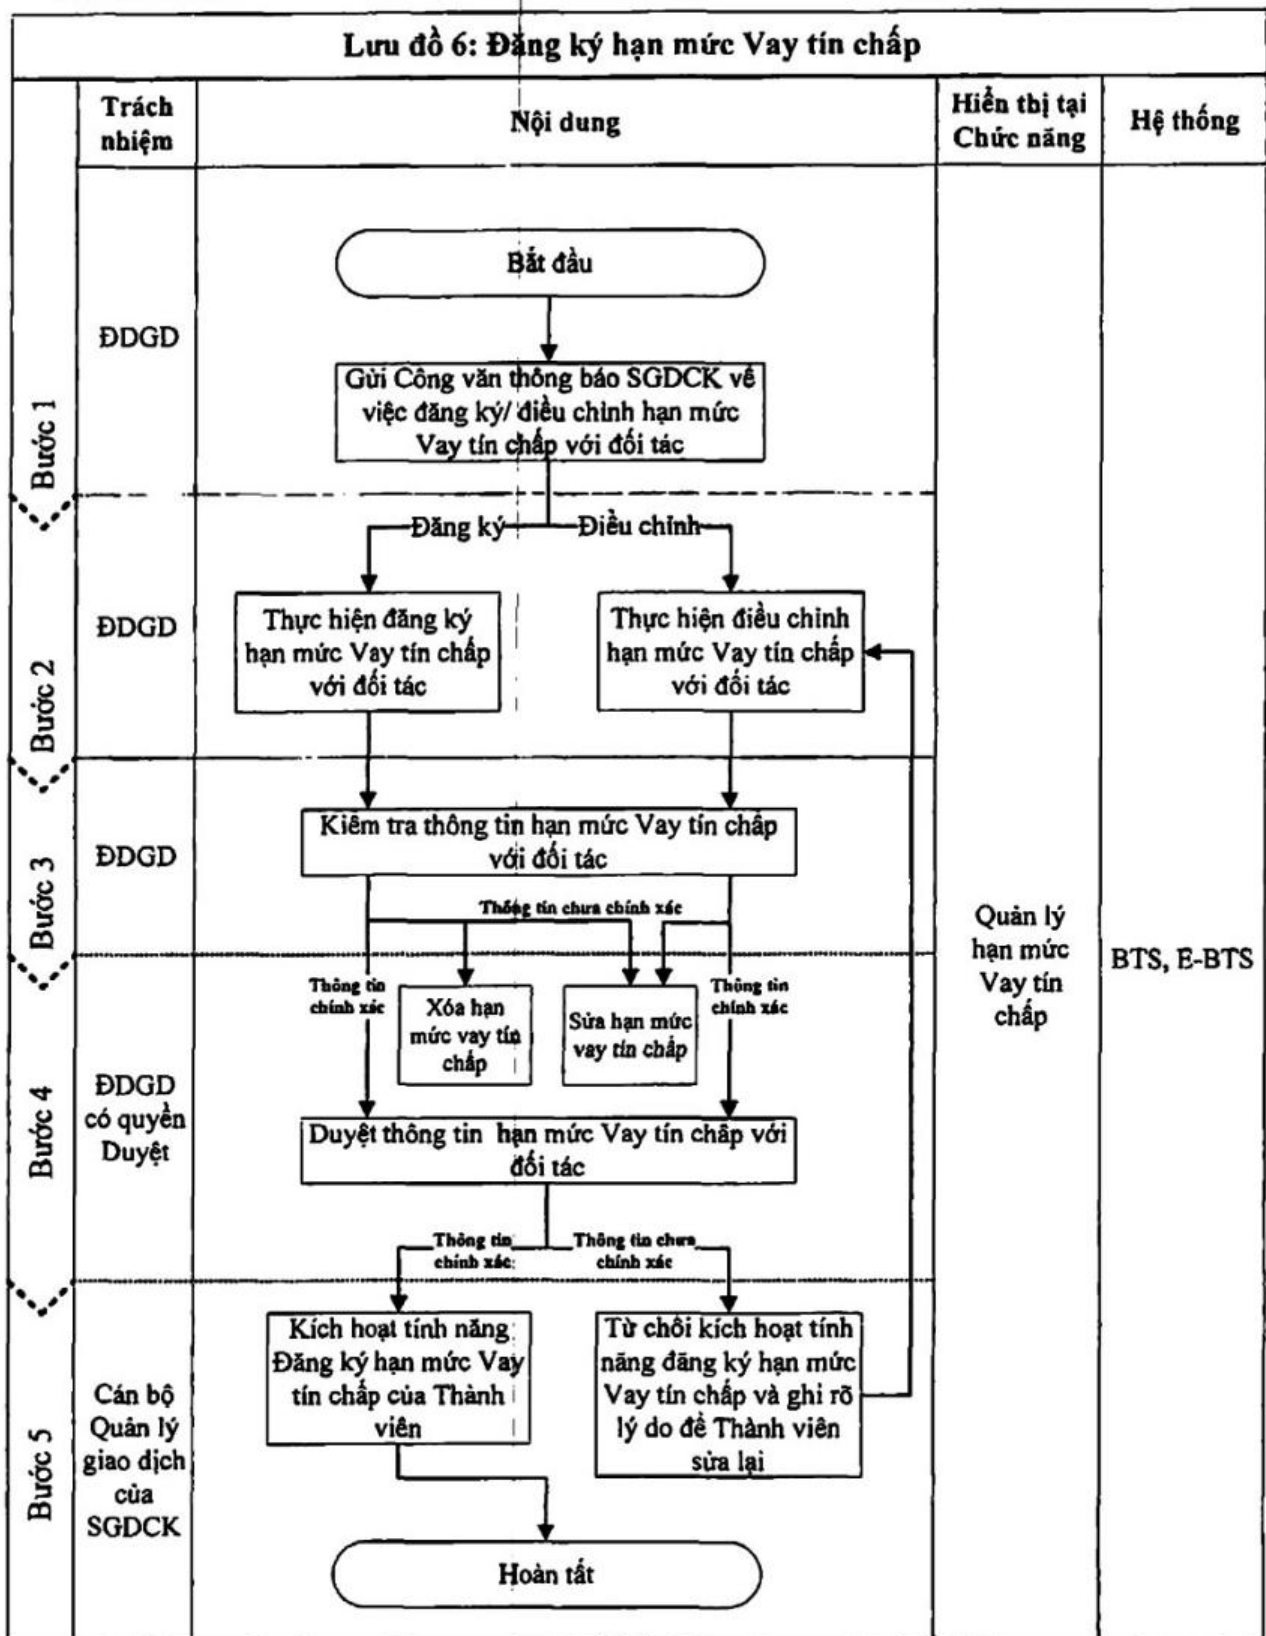 Lưu đồ 6: Đăng ký hạn mức Vay tín chấp
Trách
nhiệm
Nội dung
Hiển thị tại
Chức năng
Hệ thống
Bước 1
ĐDGD
Bắt đầu
Gửi Công văn thông báo SGDCK về
việc đăng ký/ điều chỉnh hạn mức
Vay tín chấp với đối tác
Bước 2
ĐDGD
Đăng ký
Điều chỉnh
Thực hiện đăng ký
hạn mức Vay tín chấp
với đối tác
Thực hiện điều chỉnh
hạn mức Vay tín chấp
với đối tác
Bước 3
ĐDGD
Kiểm tra thông tin hạn mức Vay tín chấp
với đối tác
Thông tin chưa chính xác
Bước 4
ĐDGD
có quyền
Duyệt
Thông tin
chính xác
Xóa hạn
mức vay tín
chấp
Sửa hạn mức
vay tín chấp
Thông tin
chính xác
Duyệt thông tin hạn mức Vay tín chấp với
đối tác
Thông tin
chính xác
Thông tin chưa
chính xác
Bước 5
Cán bộ
Quản lý
giao dịch
của
SGDCK
Kích hoạt tính năng
Đăng ký hạn mức Vay
tín chấp của Thành
viên
Từ chối kích hoạt tính
năng đăng ký hạn mức
Vay tín chấp và ghi rõ
lý do để Thành viên
sửa lại
Hoàn tất
Quản lý
hạn mức
Vay tín
chấp
BTS, E-BTS